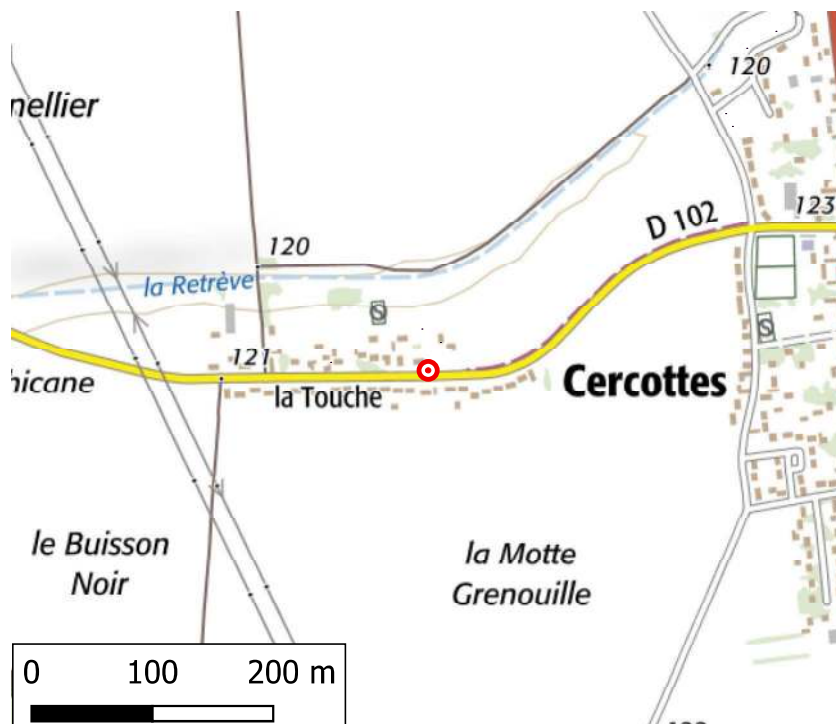 120
nellier
D 102
123
120
la Retrève
121
hicane
la Touche
Cercottes
le Buisson
Noir
la Motte
Grenouille
0 100 200 m